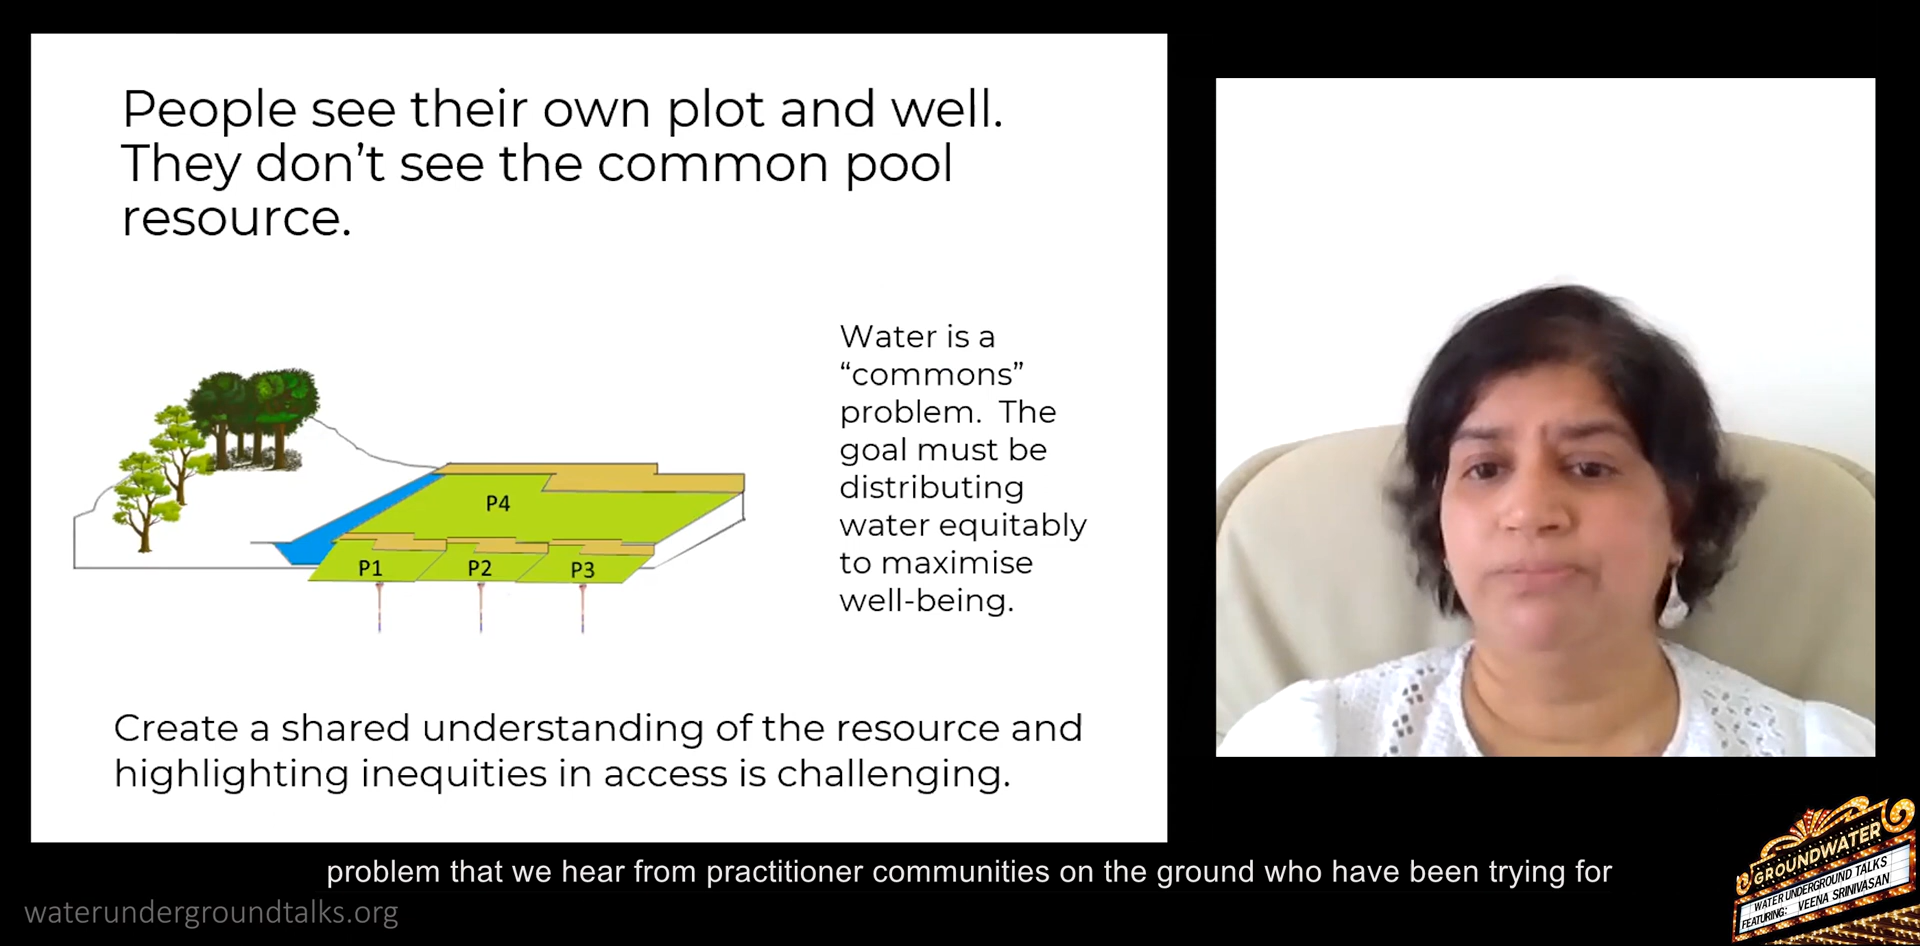 People see their own plot and well.
They don’t see the common pool
resource.
Water is a
“commons”
problem.  The
goal must be
distributing
water equitably
to maximise
well-being.
P4
P1
P2
P3
Create a shared understanding of the resource and
highlighting inequities in access is challenging.
problem that we hear from practitioner communities on the ground who have been trying for
waterundergroundtalks.org
GROUNDWATER
WATER UNDERGROUND TALKS
FEATURING: VEENA SRINIVASAN